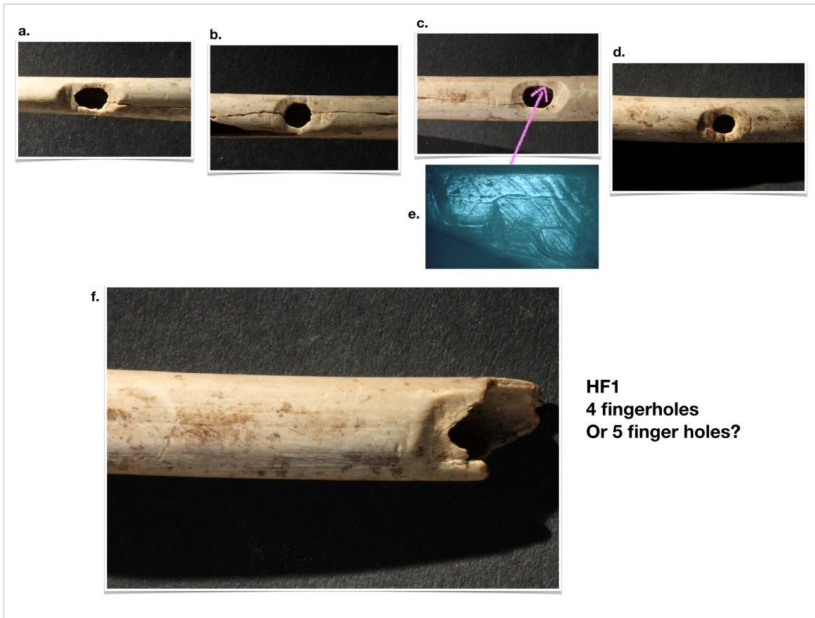 a.
b.
c.
d.
e.
f.
HF1
4 fingerholes
Or 5 finger holes?